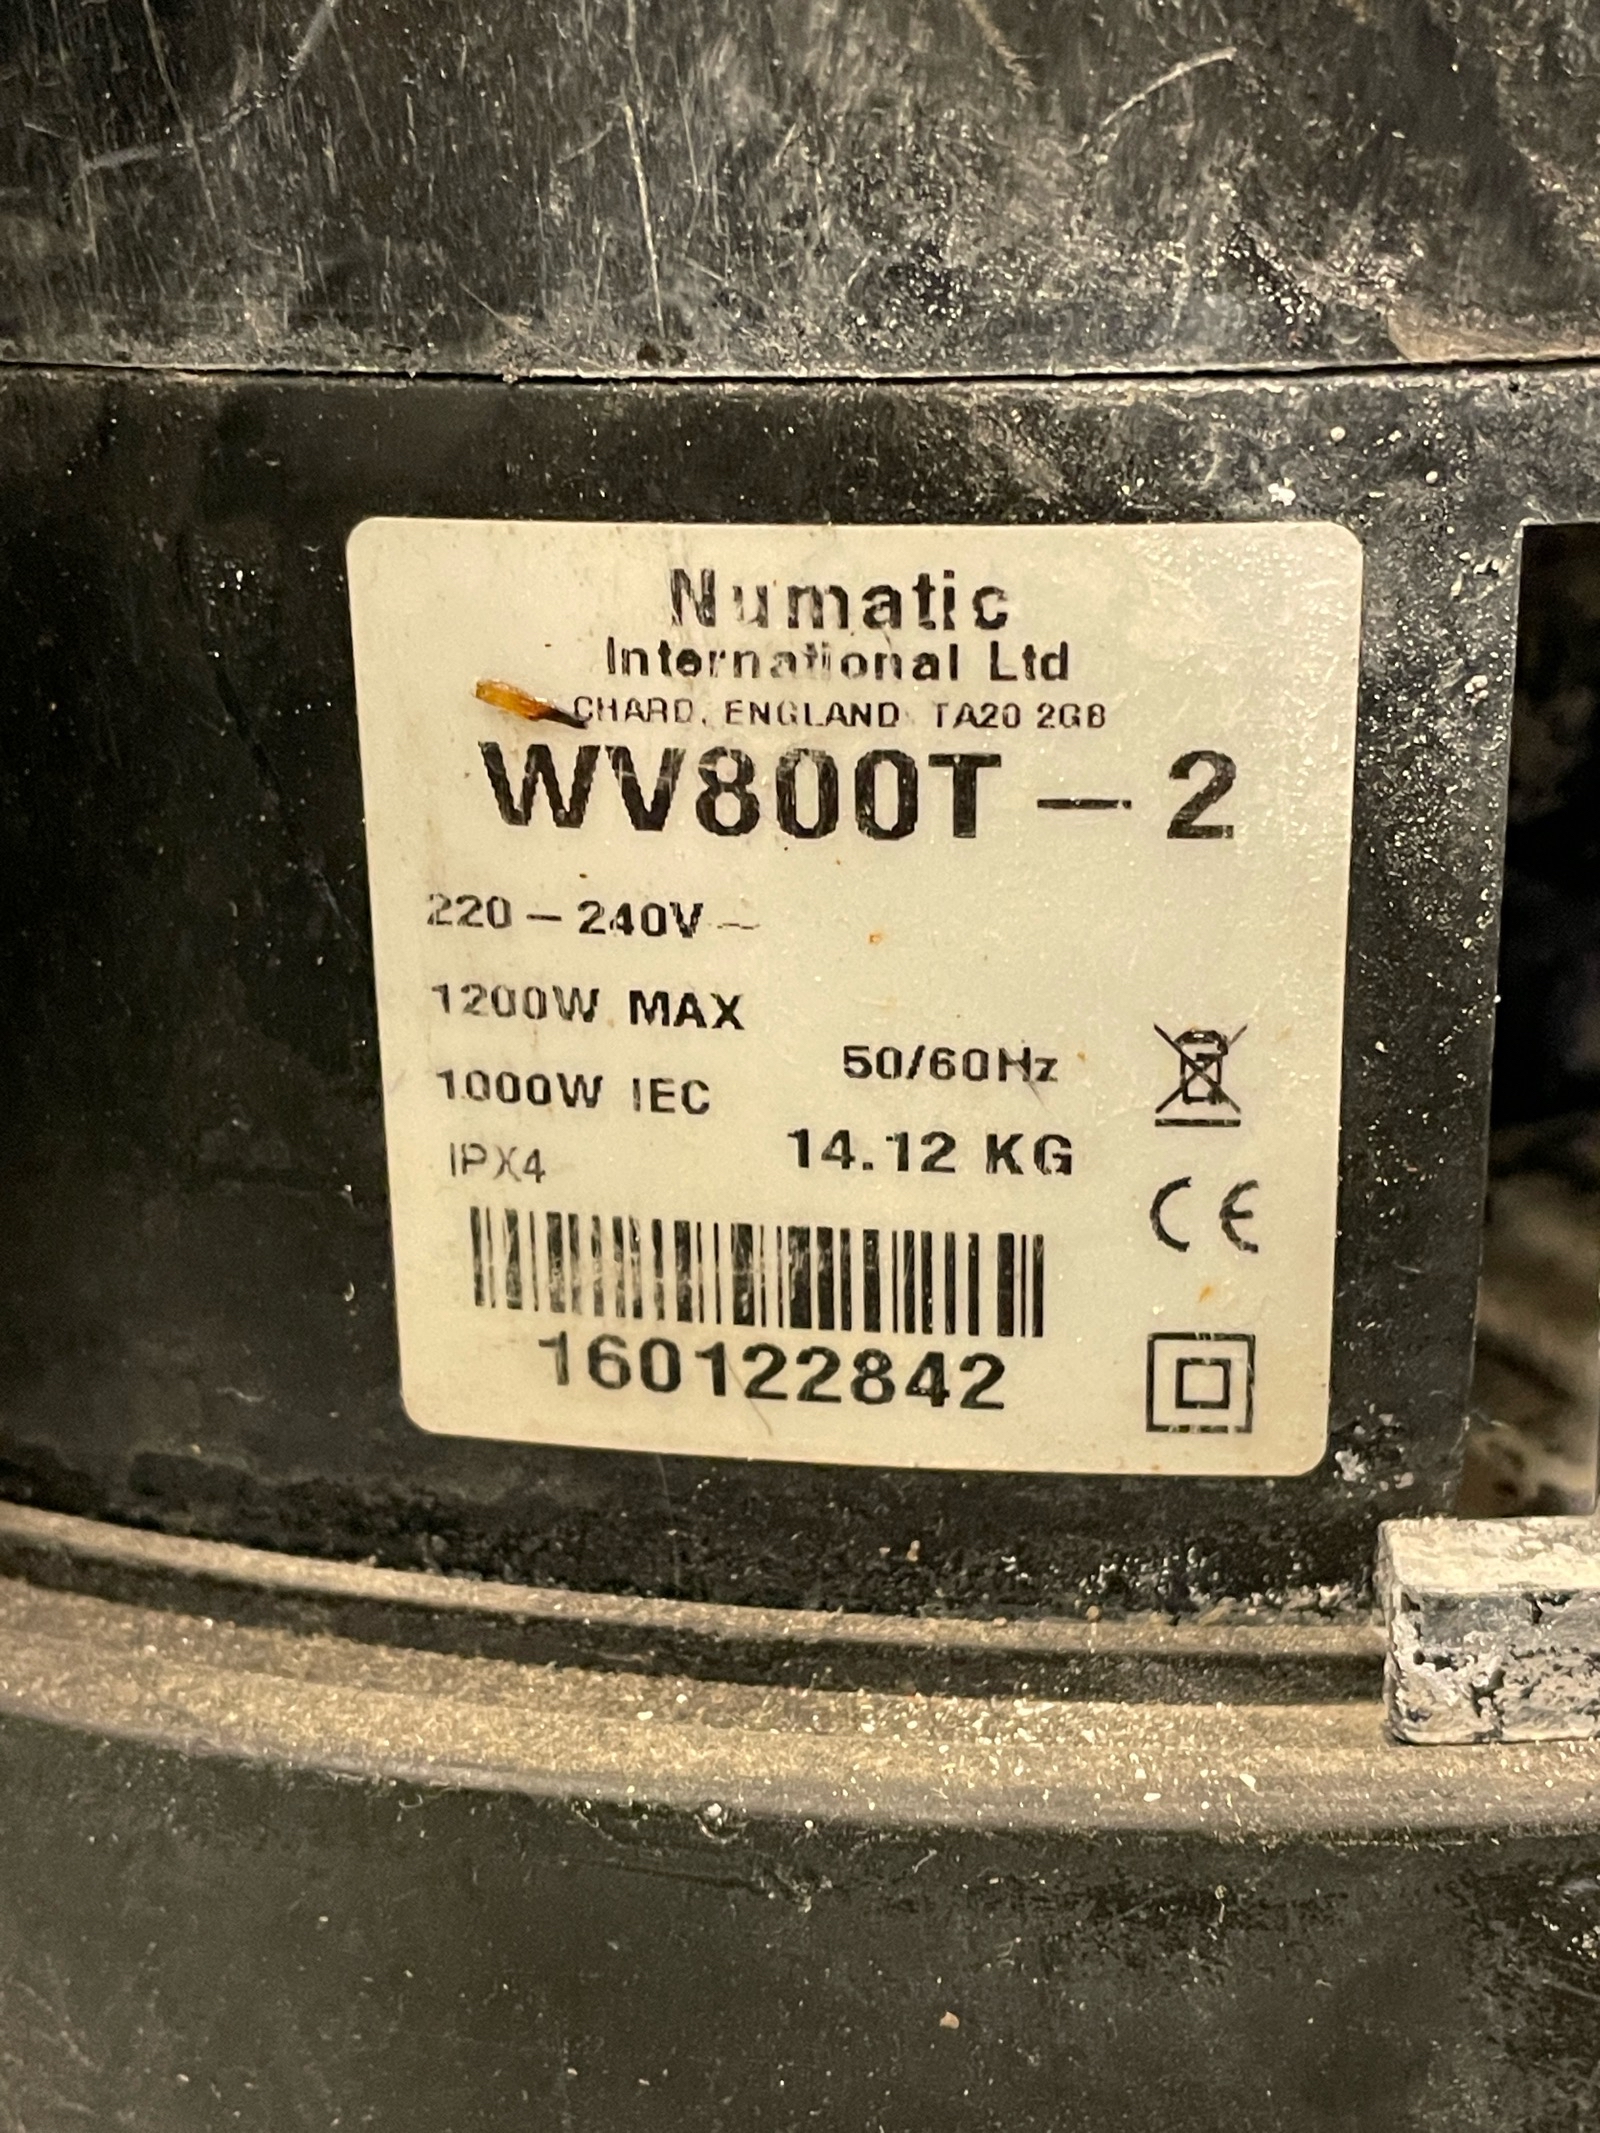 Numatic
International Ltd
CHARD, ENGLAND TA20 2GB
WV800T — 2
220 – 240V ~
1200W MAX
50/60Hz
1000W IEC
14.12 KG
IPX4
CE
160122842